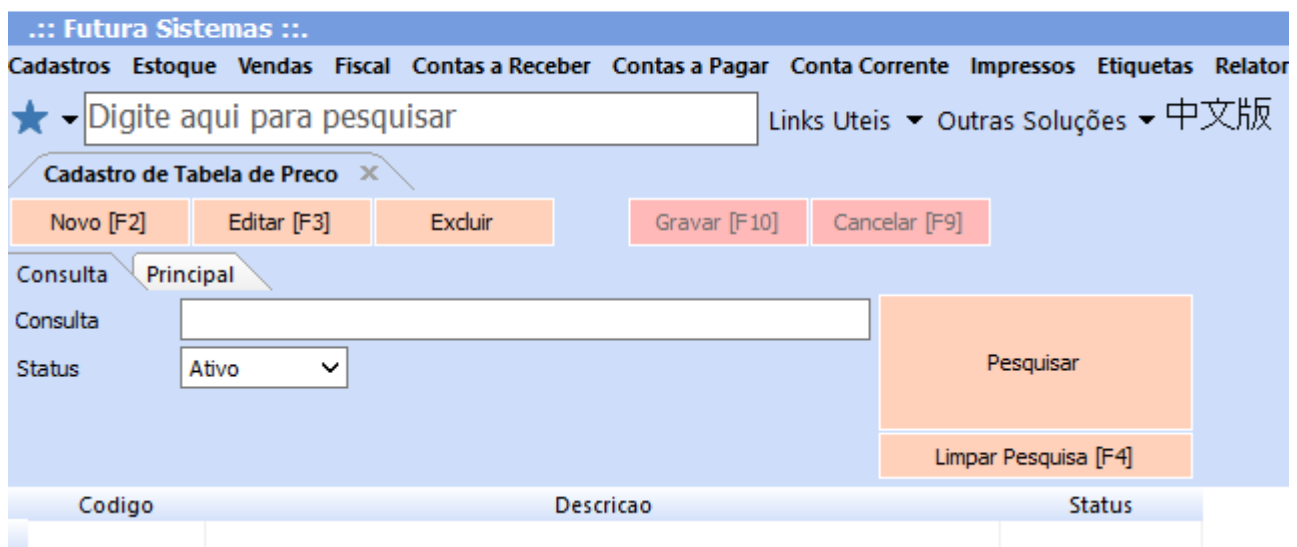 .:: Futura Sistemas ::.
Cadastros Estoque Vendas Fiscal Contas a Receber Contas a Pagar Conta Corrente Impressos Etiquetas Relator
Digite aqui para pesquisar Links Uteis Outras Soluções 中文版
Cadastro de Tabela de Preco
Novo [F2] Editar [F3] Excluir Gravar [F10] Cancelar [F9]
Consulta Principal
Consulta
Status Ativo Pesquisar
Limpar Pesquisa [F4]
Codigo Descricao Status